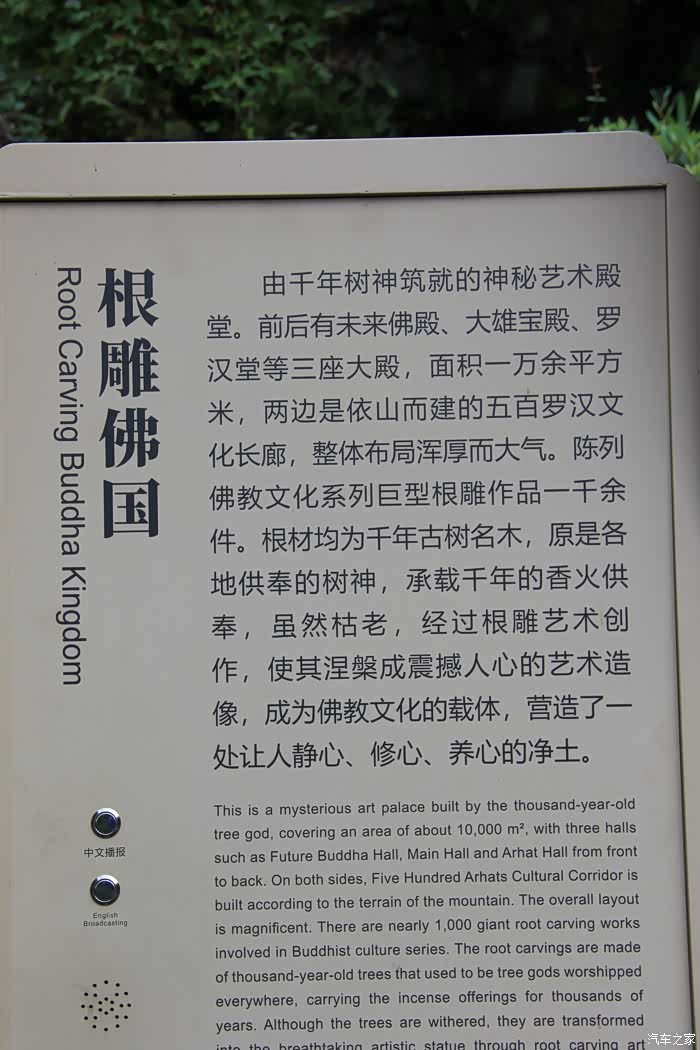 根雕佛国
Root Carving Buddha Kingdom
由千年树神筑就的神秘艺术殿
堂。前后有未来佛殿、大雄宝殿、罗
汉堂等三座大殿，面积一万余平方
米，两边是依山而建的五百罗汉文
化长廊，整体布局浑厚而大气。陈列
佛教文化系列巨型根雕作品一千余
件。根材均为千年古树名木，原是各
地供奉的树神，承载千年的香火供
奉，虽然枯老，经过根雕艺术创
作，使其涅槃成震撼人心的艺术造
像，成为佛教文化的载体，营造了一
处让人静心、修心、养心的净土。
This is a mysterious art palace built by the thousand-year-old
tree god, covering an area of about 10,000 m², with three halls
such as Future Buddha Hall, Main Hall and Arhat Hall from front
to back. On both sides, Five Hundred Arhats Cultural Corridor is
built according to the terrain of the mountain. The overall layout
is magnificent. There are nearly 1,000 giant root carving works
involved in Buddhist culture series. The root carvings are made
of thousand-year-old trees that used to be tree gods worshipped
everywhere, carrying the incense offerings for thousands of
years. Although the trees are withered, they are transformed
into the breathtaking artistic statue through root carving art
中文播报
English
Broadcasting
汽车之家